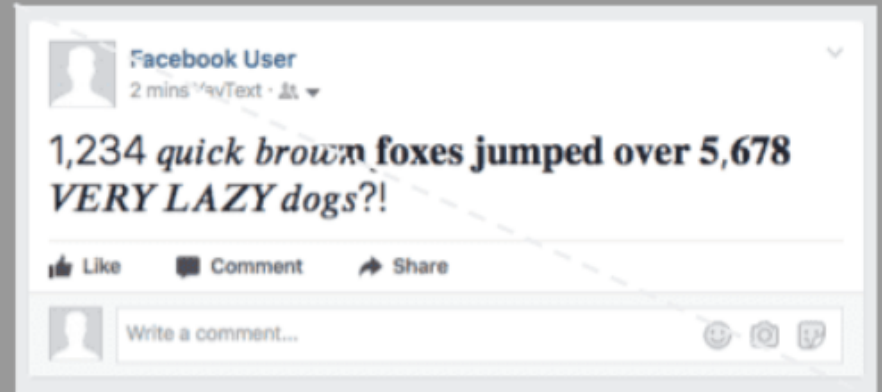 Facebook User
2 mins YayText
1,234 quick brown foxes jumped over 5,678
VERY LAZY dogs?!
Like Comment Share
Write a comment...